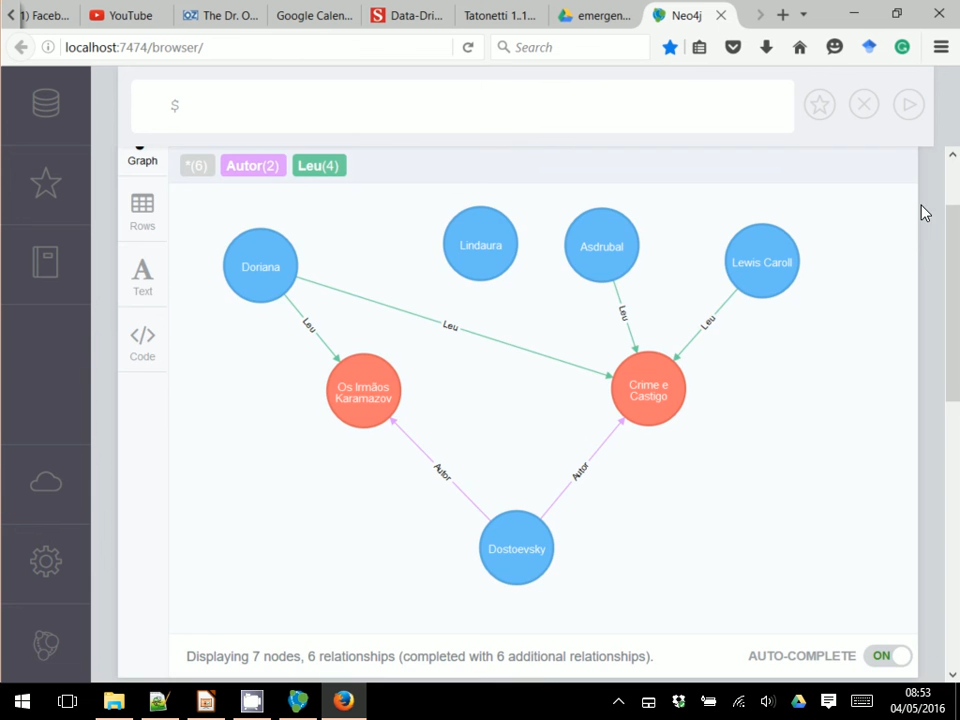 1) Faceb...
YouTube
The Dr. O...
Google Calen...
Data-Dri...
Tatonetti 1..1...
emergen...
Neo4j
localhost:7474/browser/
Search
$
Graph
*(6) Autor(2) Leu(4)
Rows
Text
Code
Doriana
Lindaura
Asdrubal
Lewis Caroll
Leu
Leu
Leu
Leu
Os Irmãos
Karamazov
Crime e
Castigo
Autor
Autor
Dostoevsky
Displaying 7 nodes, 6 relationships (completed with 6 additional relationships).
AUTO-COMPLETE ON
08:53
04/05/2016